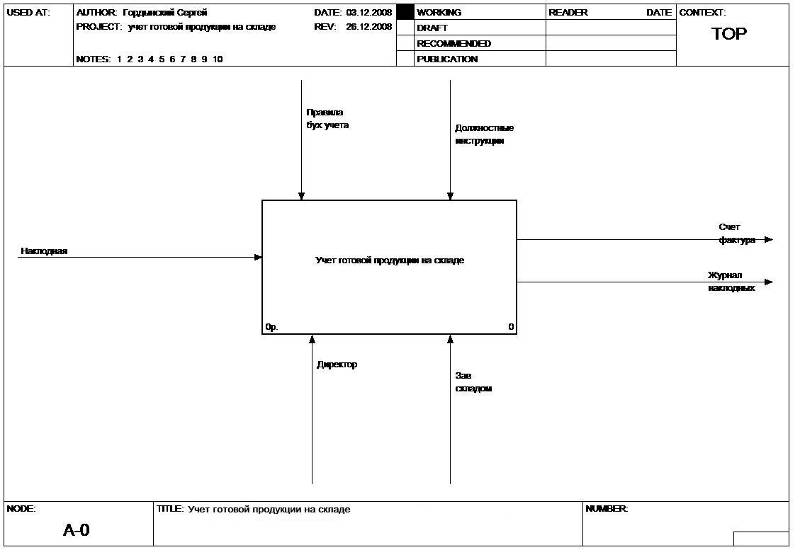 USED AT:
AUTHOR: Гордынский Сергей
DATE: 03.12.2008
PROJECT: учет готовой продукции на складе
REV: 26.12.2008
NOTES: 1 2 3 4 5 6 7 8 9 10
WORKING
DRAFT
RECOMMENDED
PUBLICATION
READER
DATE
CONTEXT:
TOP
Правила
бух учета
Должностные
инструкции
Накладная
Учет готовой продукции на складе
0р.
0
Счет
фактура
Журнал
накладных
Директор
Зав
складом
NODE:
A-0
TITLE: Учет готовой продукции на складе
NUMBER: